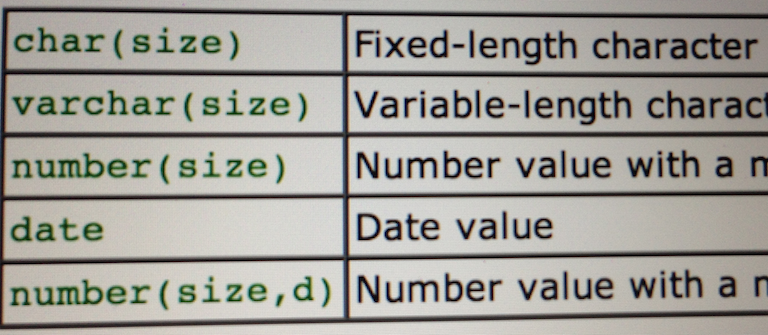 char(size) Fixed-length character
varchar(size) Variable-length charact
number(size) Number value with a m
date Date value
number(size,d) Number value with a m